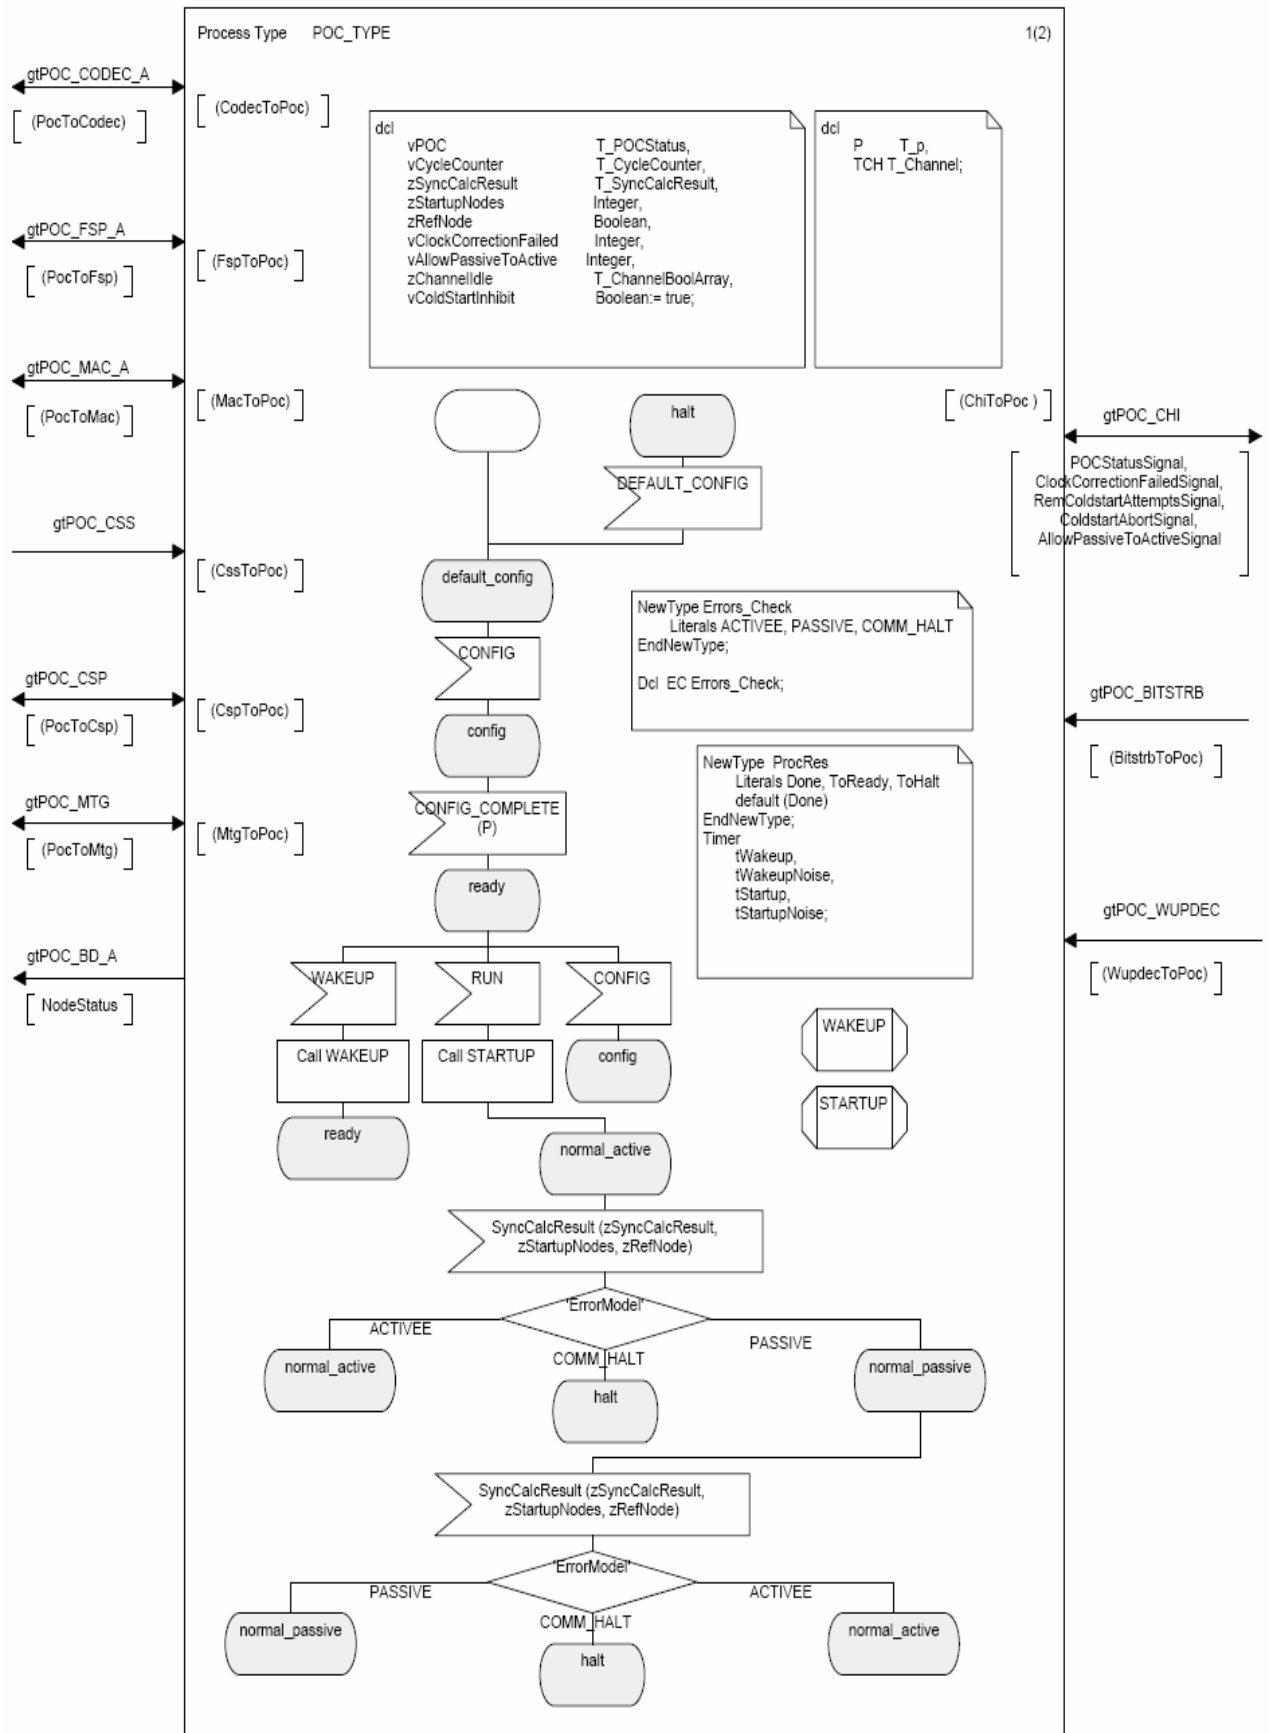 Process Type POC_TYPE 1(2)
gtPOC_CODEC_A
(PocToCodec)
(CodecToPoc)
dcl
vPOC T_POCStatus,
vCycleCounter T_CycleCounter,
zSyncCalcResult T_SyncCalcResult,
zStartupNodes Integer,
zRefNode Boolean,
vClockCorrectionFailed Integer,
vAllowPassiveToActive Integer,
zChannelIdle T_ChannelBoolArray,
vColdStartInhibit Boolean:= true;
dcl
P T_p,
TCH T_Channel;
gtPOC_FSP_A
(PocToFsp)
(FspToPoc)
gtPOC_MAC_A
(PocToMac)
(MacToPoc)
halt
DEFAULT_CONFIG
(ChiToPoc )
gtPOC_CHI
POCStatusSignal,
ClockCorrectionFailedSignal,
RemColdstartAttemptsSignal,
ColdstartAbortSignal,
AllowPassiveToActiveSignal
gtPOC_CSS
(CssToPoc)
default_config
CONFIG
NewType Errors_Check
Literals ACTIVEE, PASSIVE, COMM_HALT
EndNewType;
Dcl EC Errors_Check;
gtPOC_CSP
(PocToCsp)
(CspToPoc)
config
gtPOC_BITSTRB
(BitstrbToPoc)
NewType ProcRes
Literals Done, ToReady, ToHalt
default (Done)
EndNewType;
Timer
tWakeup,
tWakeupNoise,
tStartup,
tStartupNoise;
gtPOC_MTG
(PocToMtg)
(MtgToPoc)
CONFIG_COMPLETE
(P)
ready
gtPOC_WUPDEC
(WupdecToPoc)
gtPOC_BD_A
NodeStatus
WAKEUP
RUN
CONFIG
Call WAKEUP
Call STARTUP
config
WAKEUP
STARTUP
ready
normal_active
SyncCalcResult (zSyncCalcResult,
zStartupNodes, zRefNode)
'ErrorModel'
ACTIVEE
COMM_HALT
PASSIVE
normal_active
halt
normal_passive
SyncCalcResult (zSyncCalcResult,
zStartupNodes, zRefNode)
'ErrorModel'
PASSIVE
COMM_HALT
ACTIVEE
normal_passive
halt
normal_active